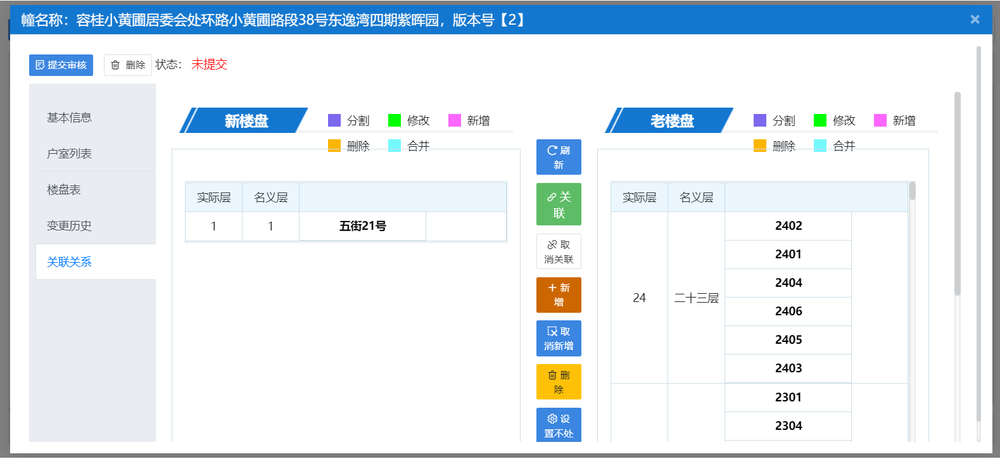 幢名称：容桂小黄圃居委会处环路小黄圃路段38号东逸湾四期紫晖园，版本号【2】
提交审核 删除 状态： 未提交
基本信息
户室列表
楼盘表
变更历史
关联关系
新楼盘 分割 修改 新增
删除 合并
实际层 名义层
1 1 五街21号
刷
新
关
联
取
消关联
新
增
取
消新增
删
除
设
置不处
老楼盘 分割 修改 新增
删除 合并
实际层 名义层
24 二十三层
2402
2401
2404
2406
2405
2403
2301
2304